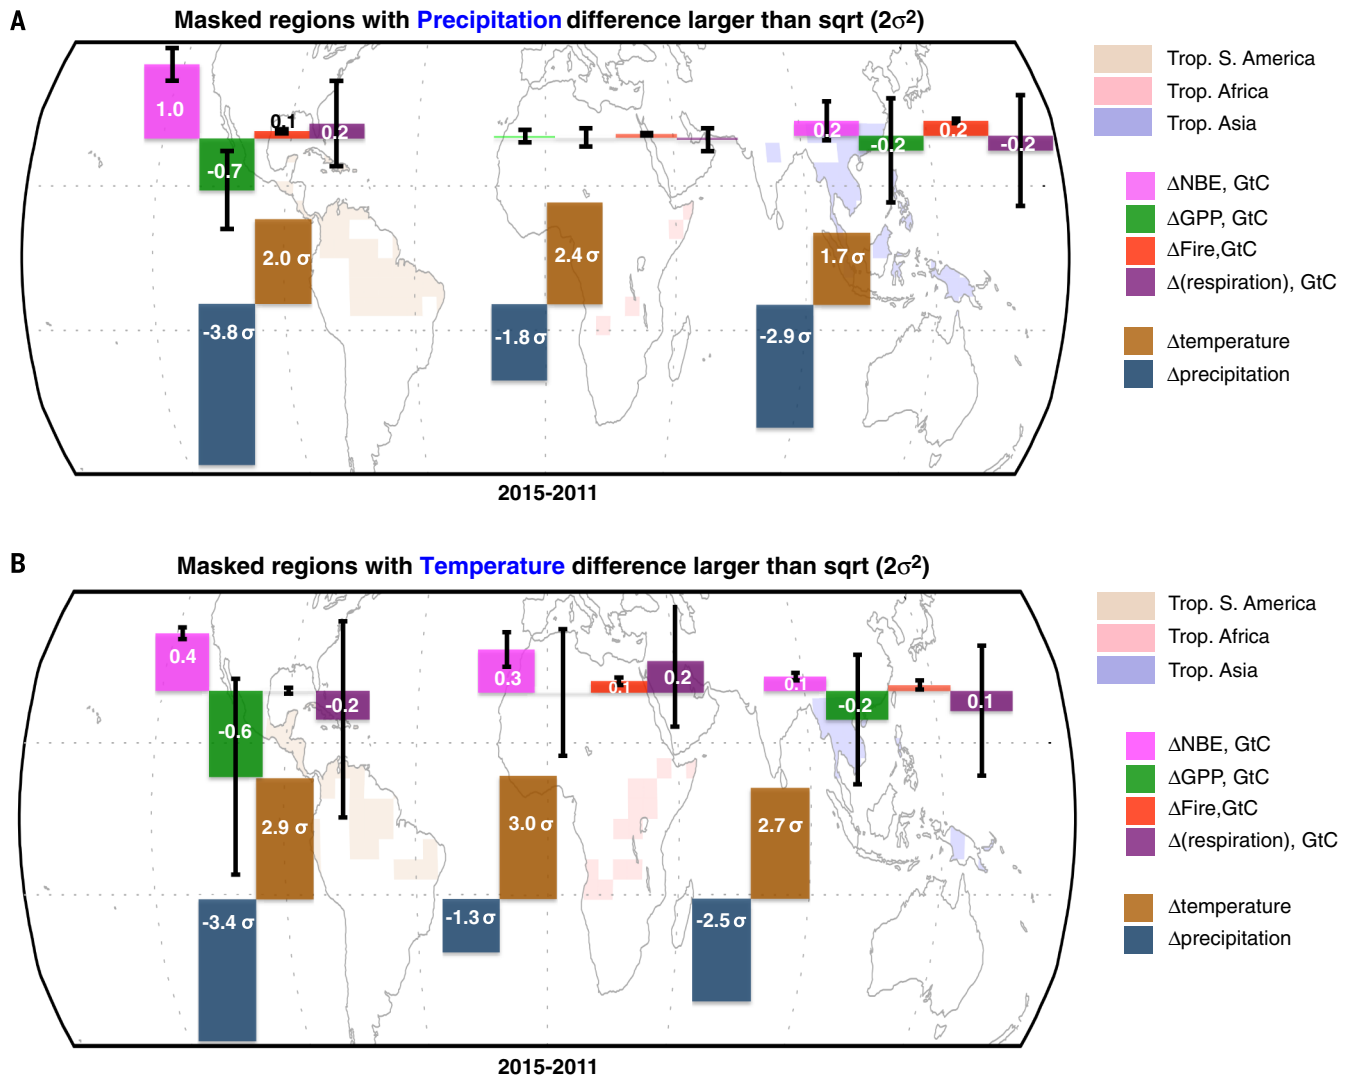 A
Masked regions with Precipitation difference larger than sqrt (2σ²)
1.0
-0.7
0.1
0.2
0.2
-0.2
0.2
-0.2
2.0 σ
-3.8 σ
2.4 σ
-1.8 σ
1.7 σ
-2.9 σ
2015-2011
Trop. S. America
Trop. Africa
Trop. Asia
ΔNBE, GtC
ΔGPP, GtC
ΔFire,GtC
Δ(respiration), GtC
Δtemperature
Δprecipitation
B
Masked regions with Temperature difference larger than sqrt (2σ²)
0.4
-0.6
-0.2
0.3
0.1
0.2
0.1
-0.2
0.1
2.9 σ
-3.4 σ
3.0 σ
-1.3 σ
2.7 σ
-2.5 σ
2015-2011
Trop. S. America
Trop. Africa
Trop. Asia
ΔNBE, GtC
ΔGPP, GtC
ΔFire,GtC
Δ(respiration), GtC
Δtemperature
Δprecipitation